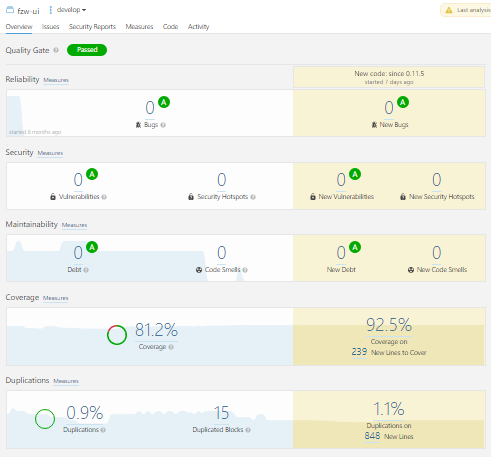 fzw-ui develop
Last analysis
Overview Issues Security Reports Measures Code Activity
Quality Gate Passed
Reliability Measures
New code: since 0.11.5
started 7 days ago
0 A
Bugs
started 6 months ago
0 A
New Bugs
Security Measures
0 A
Vulnerabilities
0
Security Hotspots
0 A
New Vulnerabilities
0
New Security Hotspots
Maintainability Measures
0 A
Debt
0
Code Smells
0 A
New Debt
0
New Code Smells
Coverage Measures
81.2%
Coverage
92.5%
Coverage on
239 New Lines to Cover
Duplications Measures
0.9%
Duplications
15
Duplicated Blocks
1.1%
Duplications on
848 New Lines